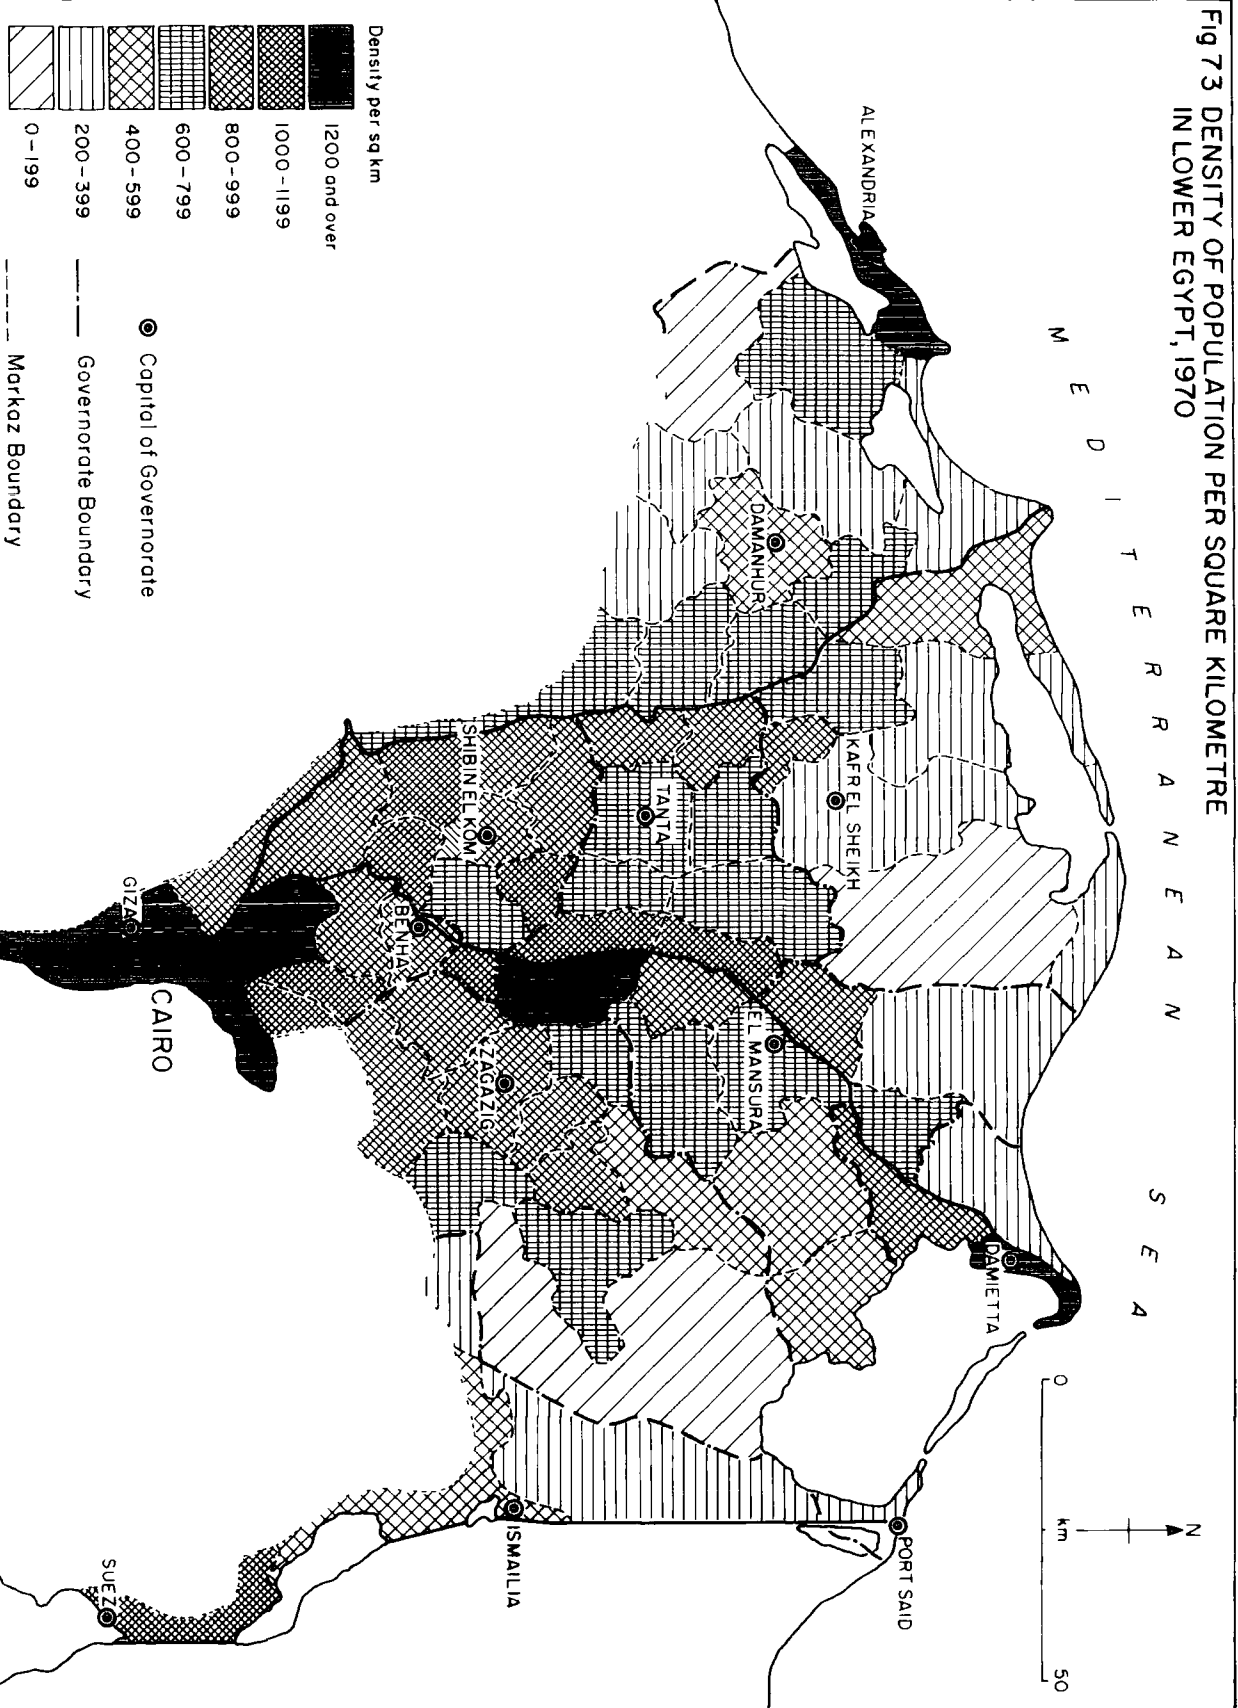 Fig 73 DENSITY OF POPULATION PER SQUARE KILOMETRE
IN LOWER EGYPT, 1970
MEDITERRANEAN SEA
ALEXANDRIA
DAMANHUR
KAFR EL SHEIKH
TANTA
SHIBIN EL KOM
BENHA
GIZA
CAIRO
ZAGAZIG
EL MANSURA
DAMIETTA
PORT SAID
ISMAILIA
SUEZ
N
0 km 50
Density per sq km
1200 and over
1000-1199
800-999
600-799
400-599
200-399
0-199
Capital of Governorate
Governorate Boundary
Markaz Boundary